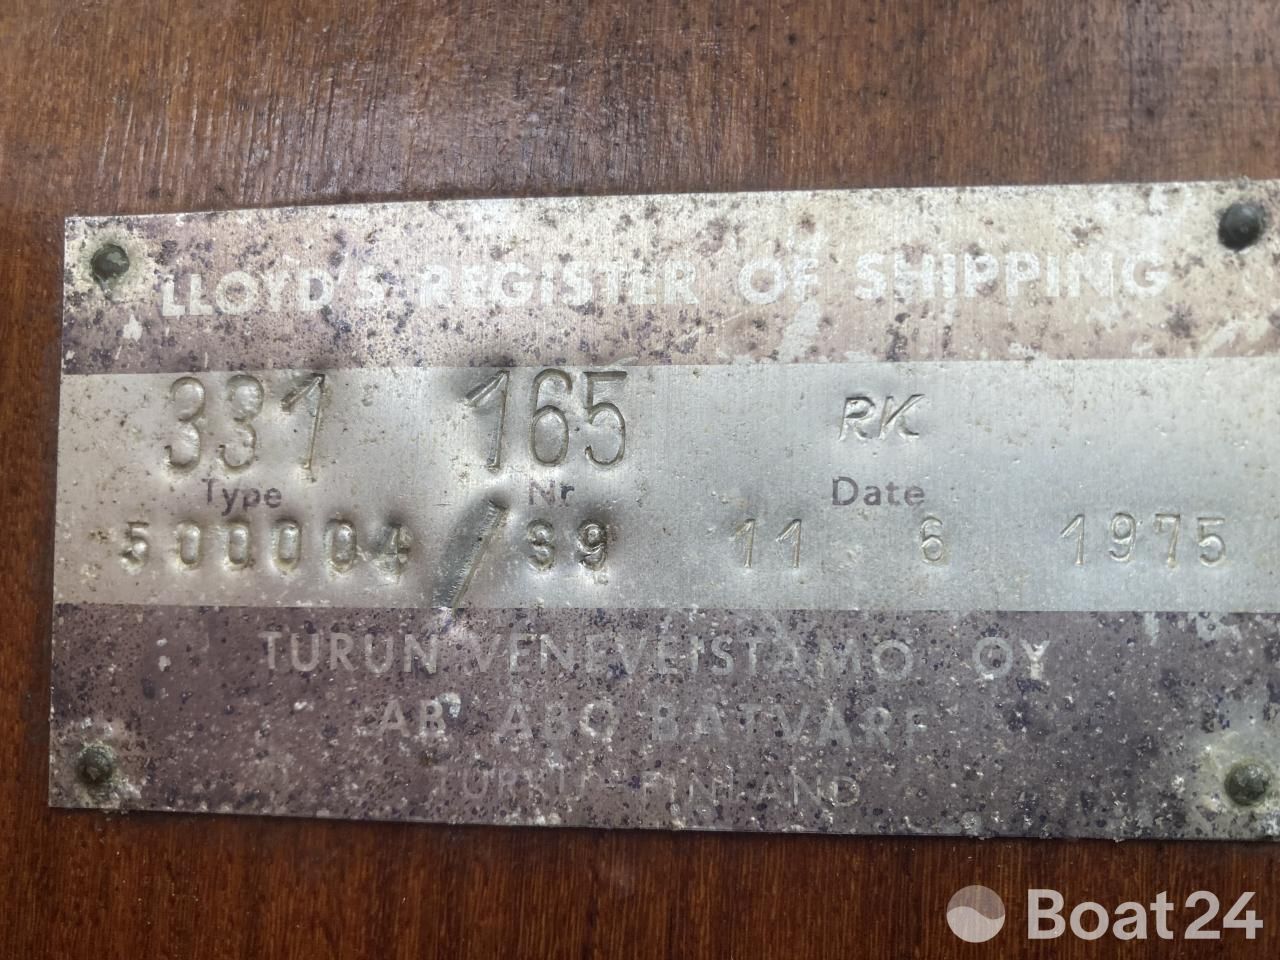 LLOYD'S REGISTER OF SHIPPING
331 165 RK
Type Nr Date
500004 / 39 11 6 1975
TURUN VENEVEISTÄMÖ OY
AB ÅBO BÅTVARF
TURKU - FINLAND
Boat24